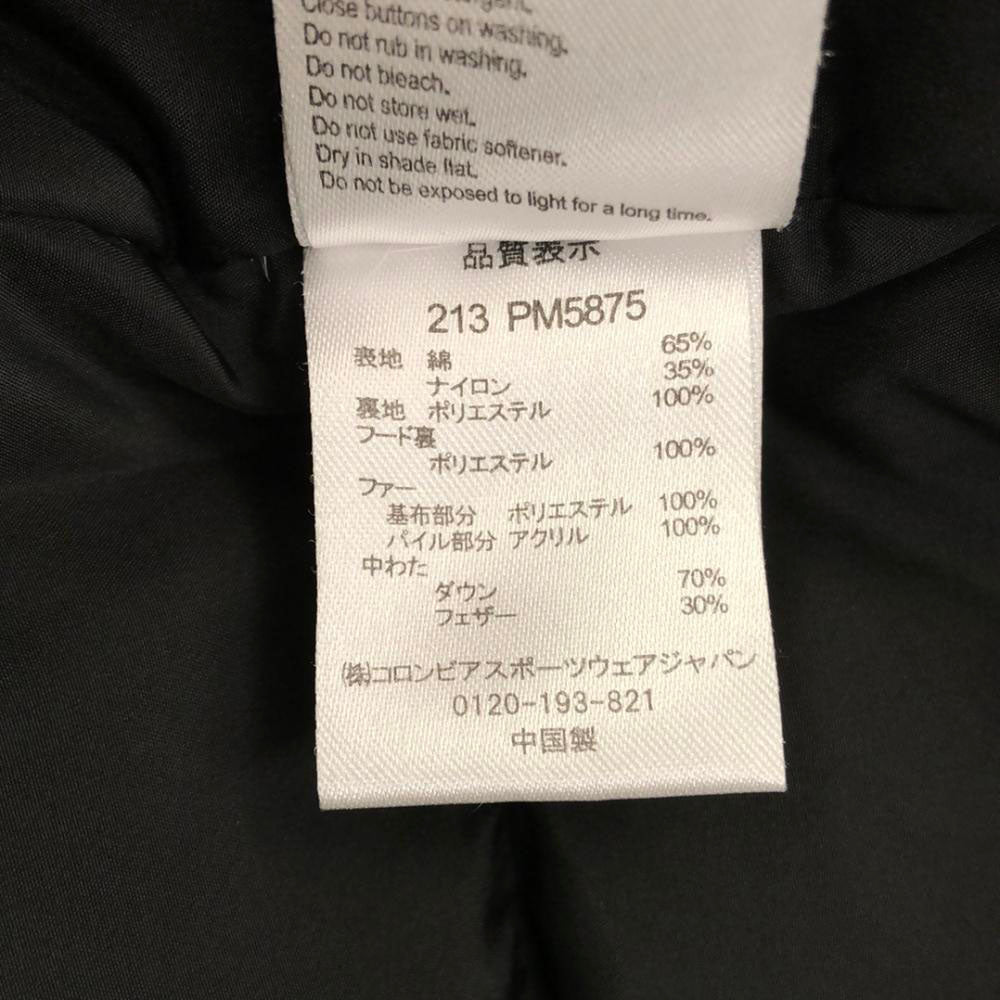 Close buttons on washing.
Do not rub in washing.
Do not bleach.
Do not store wet.
Do not use fabric softener.
Dry in shade flat.
Do not be exposed to light for a long time.
品質表示
213 PM5875
表地 綿 65%
ナイロン 35%
裏地 ポリエステル 100%
フード裏
ポリエステル 100%
ファー
基布部分 ポリエステル 100%
パイル部分 アクリル 100%
中わた
ダウン 70%
フェザー 30%
㈱コロンビアスポーツウェアジャパン
0120-193-821
中国製